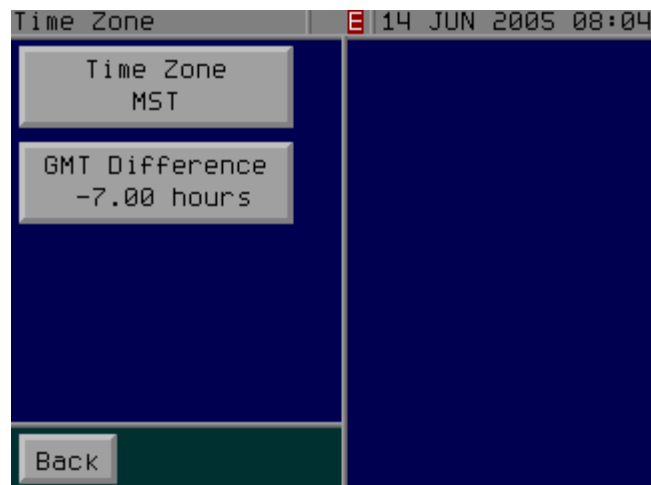 Time Zone E 14 JUN 2005 08:04
Time Zone
MST
GMT Difference
-7.00 hours
Back